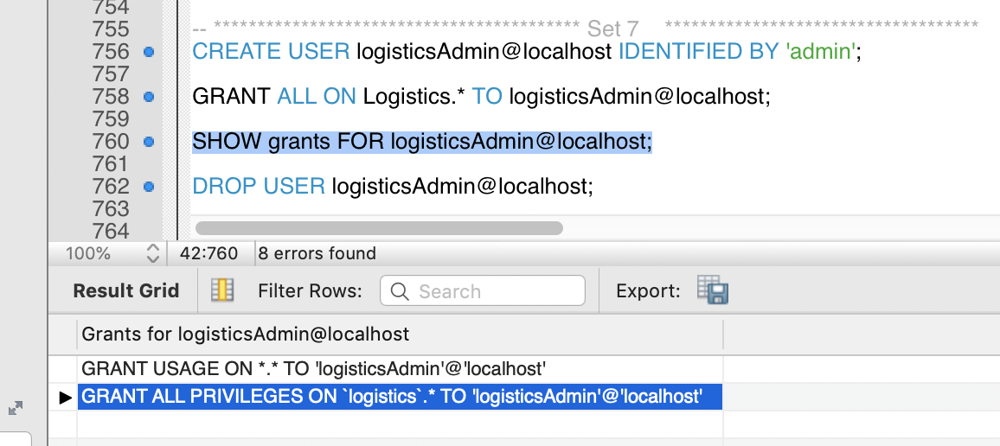 754
755 -- ***************************************** Set 7 ***********************************
756 CREATE USER logisticsAdmin@localhost IDENTIFIED BY 'admin';
757
758 GRANT ALL ON Logistics.* TO logisticsAdmin@localhost;
759
760 SHOW grants FOR logisticsAdmin@localhost;
761
762 DROP USER logisticsAdmin@localhost;
763
764
100% 42:760 8 errors found
Result Grid Filter Rows: Search Export:
Grants for logisticsAdmin@localhost
GRANT USAGE ON *.* TO 'logisticsAdmin'@'localhost'
GRANT ALL PRIVILEGES ON `logistics`.* TO 'logisticsAdmin'@'localhost'